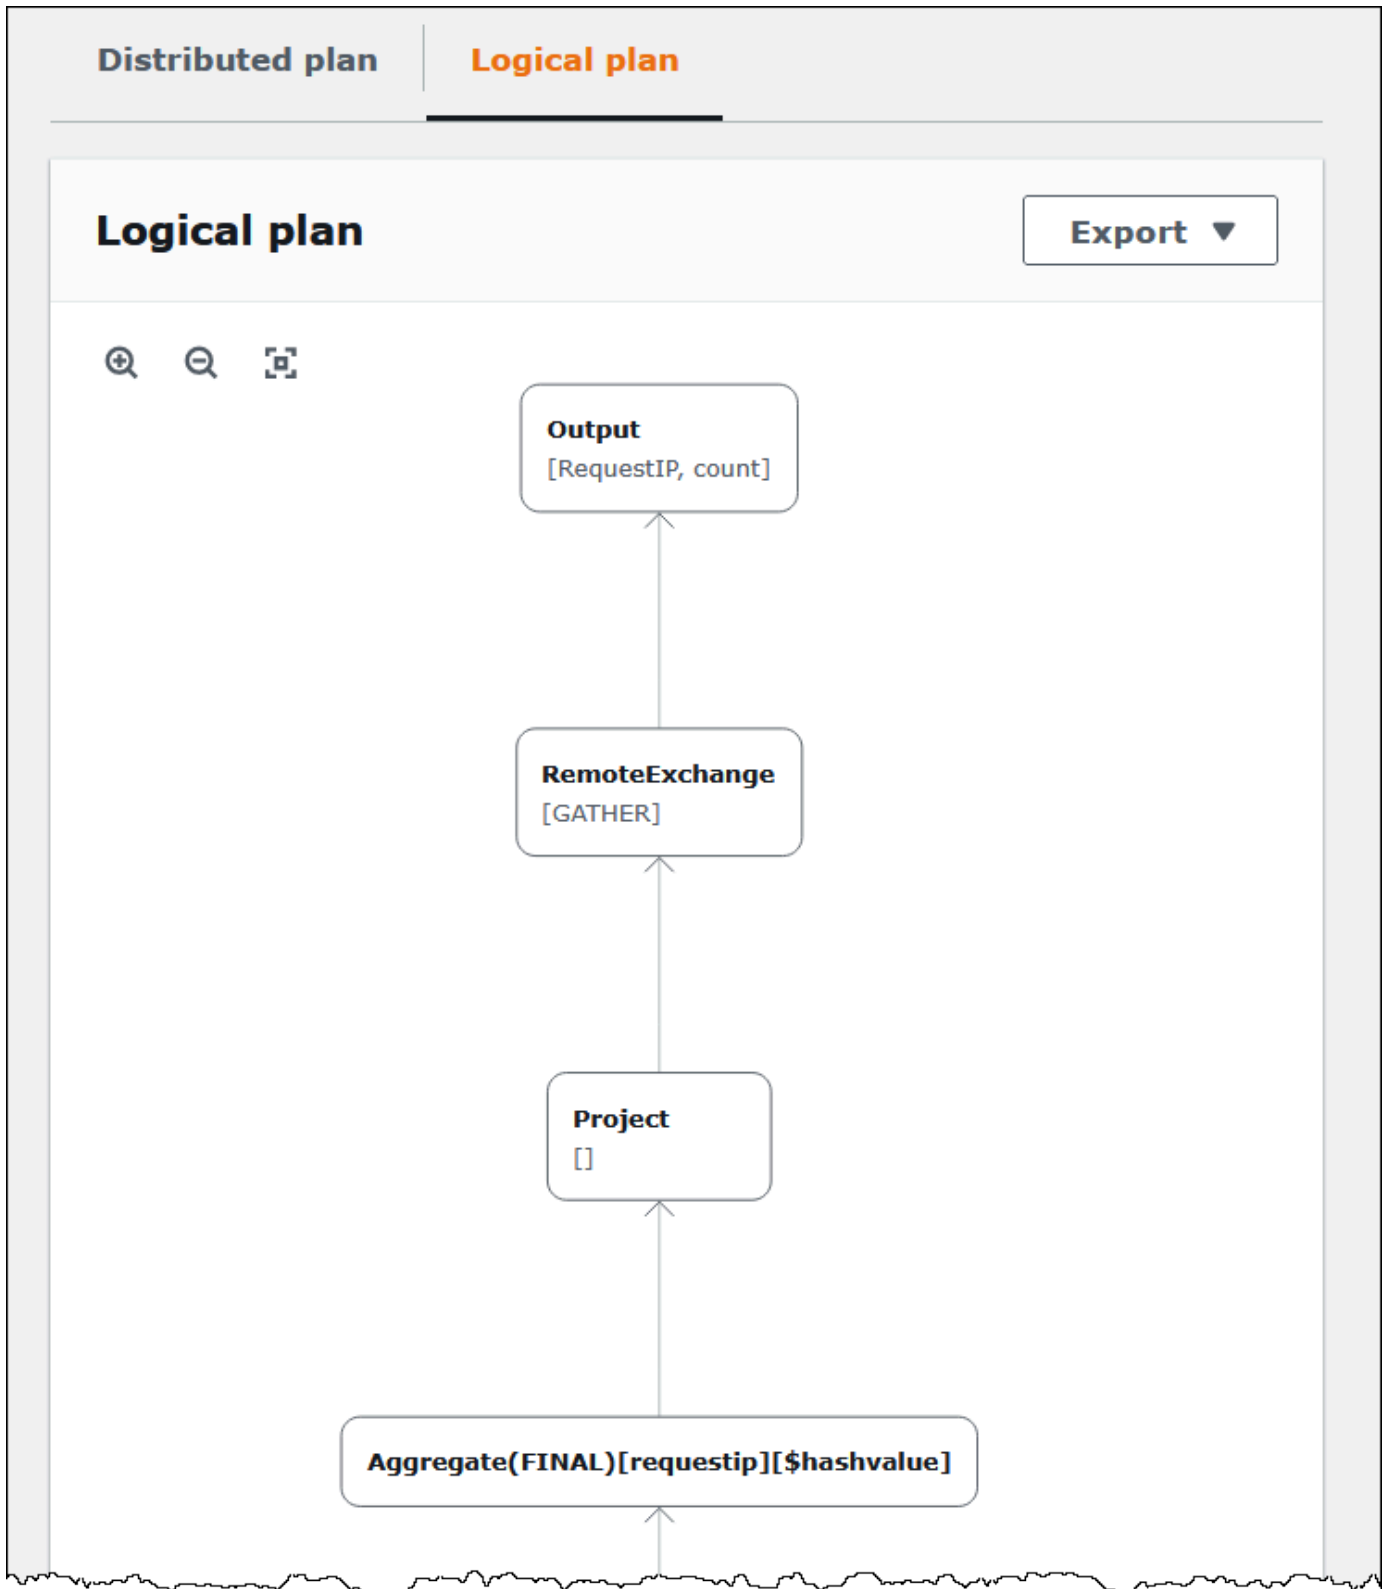 Distributed plan
Logical plan
Logical plan
Export
Output
[RequestIP, count]
RemoteExchange
[GATHER]
Project
[]
Aggregate(FINAL)[requestip][$hashvalue]